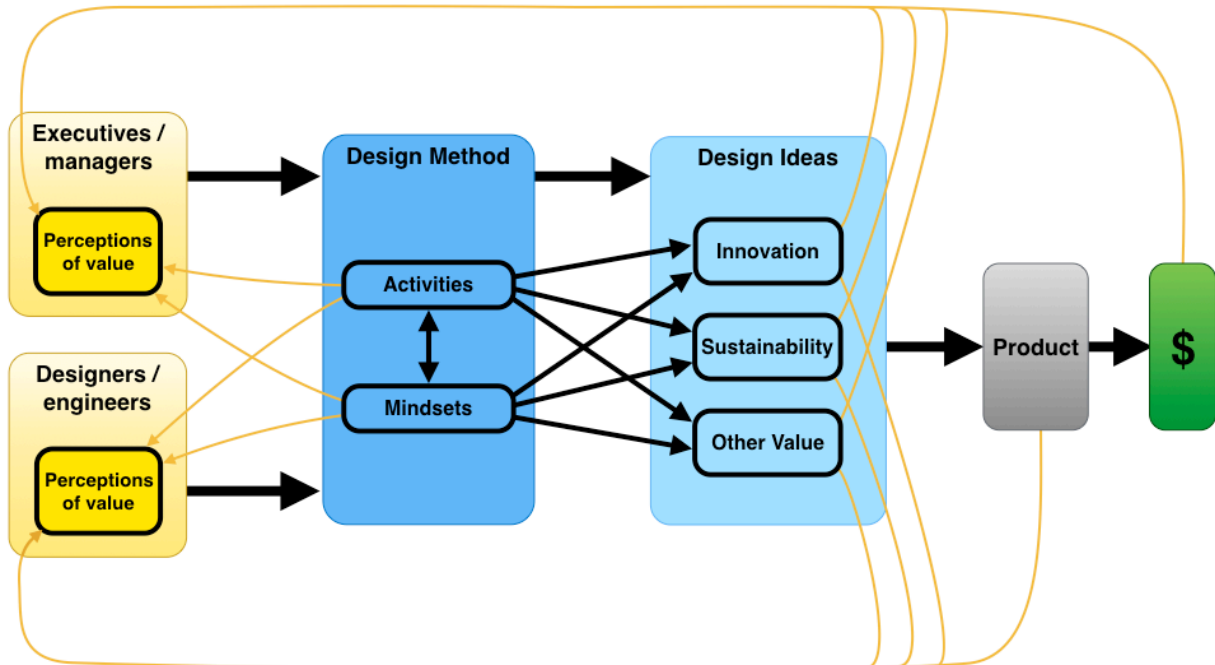 Executives /
managers
Perceptions
of value
Designers /
engineers
Perceptions
of value
Design Method
Activities
Mindsets
Design Ideas
Innovation
Sustainability
Other Value
Product
$